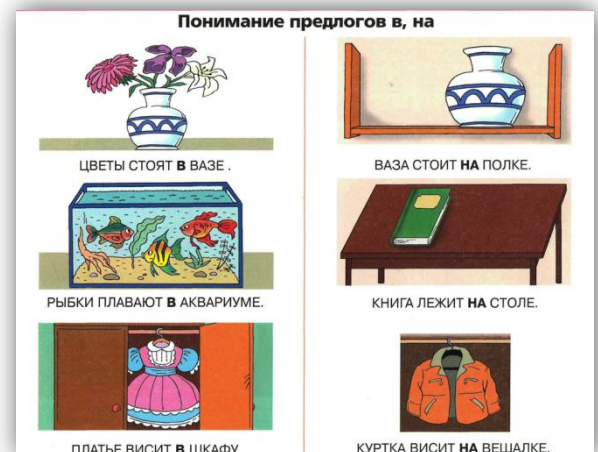 Понимание предлогов в, на
ЦВЕТЫ СТОЯТ В ВАЗЕ .
ВАЗА СТОИТ НА ПОЛКЕ.
РЫБКИ ПЛАВАЮТ В АКВАРИУМЕ.
КНИГА ЛЕЖИТ НА СТОЛЕ.
ПЛАТЬЕ ВИСИТ В ШКАФУ.
КУРТКА ВИСИТ НА ВЕШАЛКЕ.